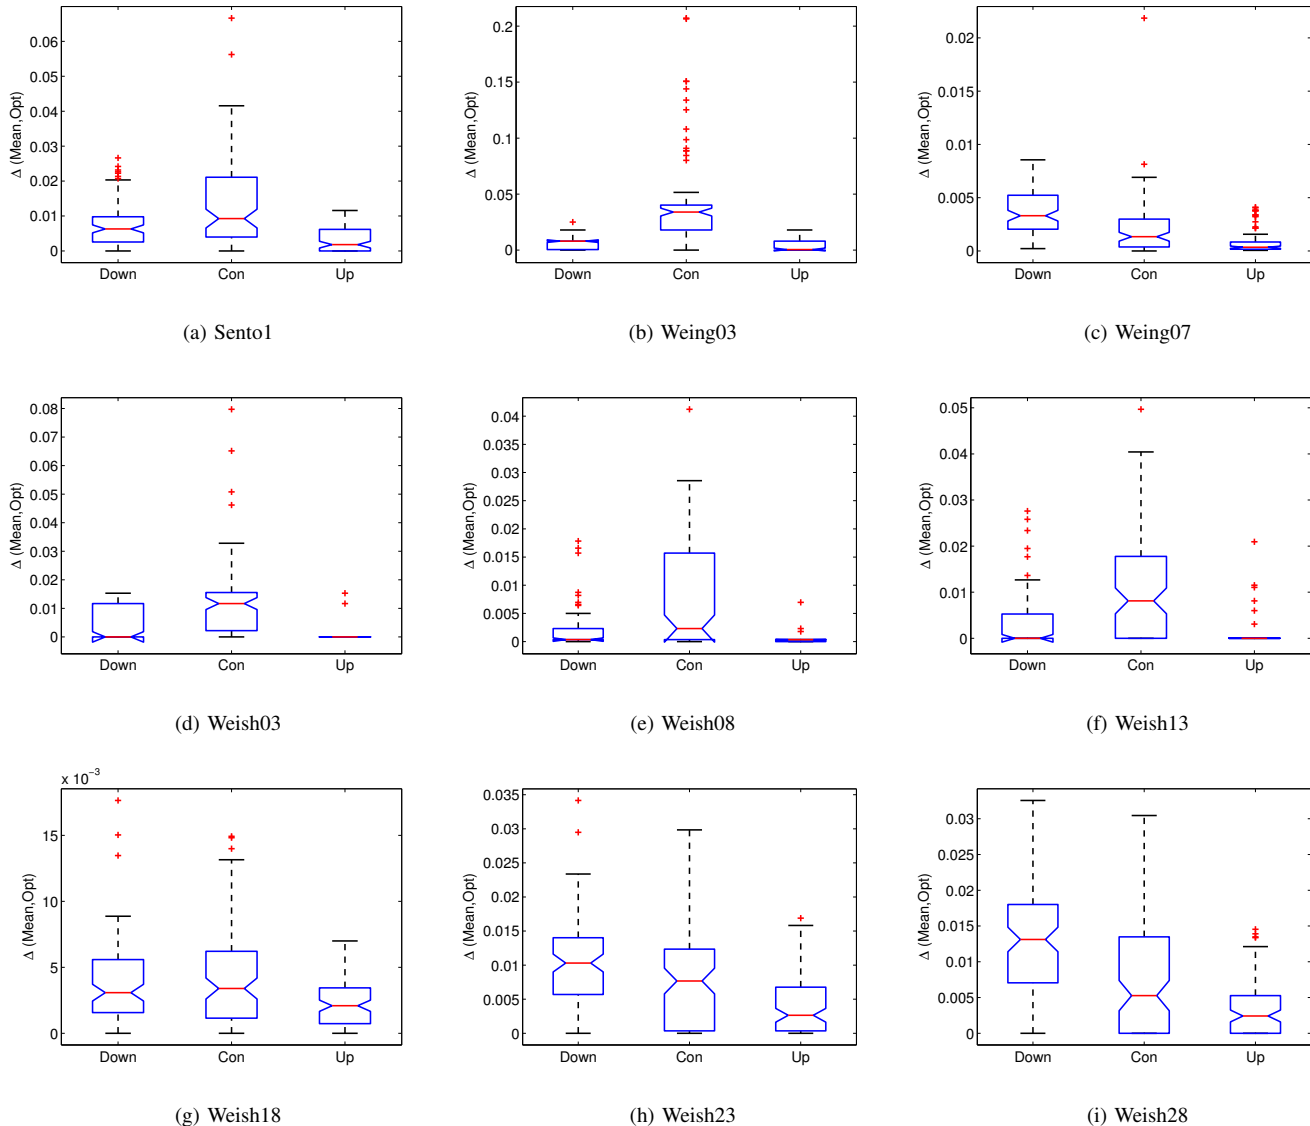 0.06
0.05
0.04
0.03
0.02
0.01
0
Δ (Mean,Opt)
Down Con Up
(a) Sento1
0.2
0.15
0.1
0.05
0
Δ (Mean,Opt)
Down Con Up
(b) Weing03
0.02
0.015
0.01
0.005
0
Δ (Mean,Opt)
Down Con Up
(c) Weing07
0.08
0.07
0.06
0.05
0.04
0.03
0.02
0.01
0
Δ (Mean,Opt)
Down Con Up
(d) Weish03
0.04
0.035
0.03
0.025
0.02
0.015
0.01
0.005
0
Δ (Mean,Opt)
Down Con Up
(e) Weish08
0.05
0.04
0.03
0.02
0.01
0
Δ (Mean,Opt)
Down Con Up
(f) Weish13
x 10−3
15
10
5
0
Δ (Mean,Opt)
Down Con Up
(g) Weish18
0.035
0.03
0.025
0.02
0.015
0.01
0.005
0
Δ (Mean,Opt)
Down Con Up
(h) Weish23
0.03
0.025
0.02
0.015
0.01
0.005
0
Δ (Mean,Opt)
Down Con Up
(i) Weish28